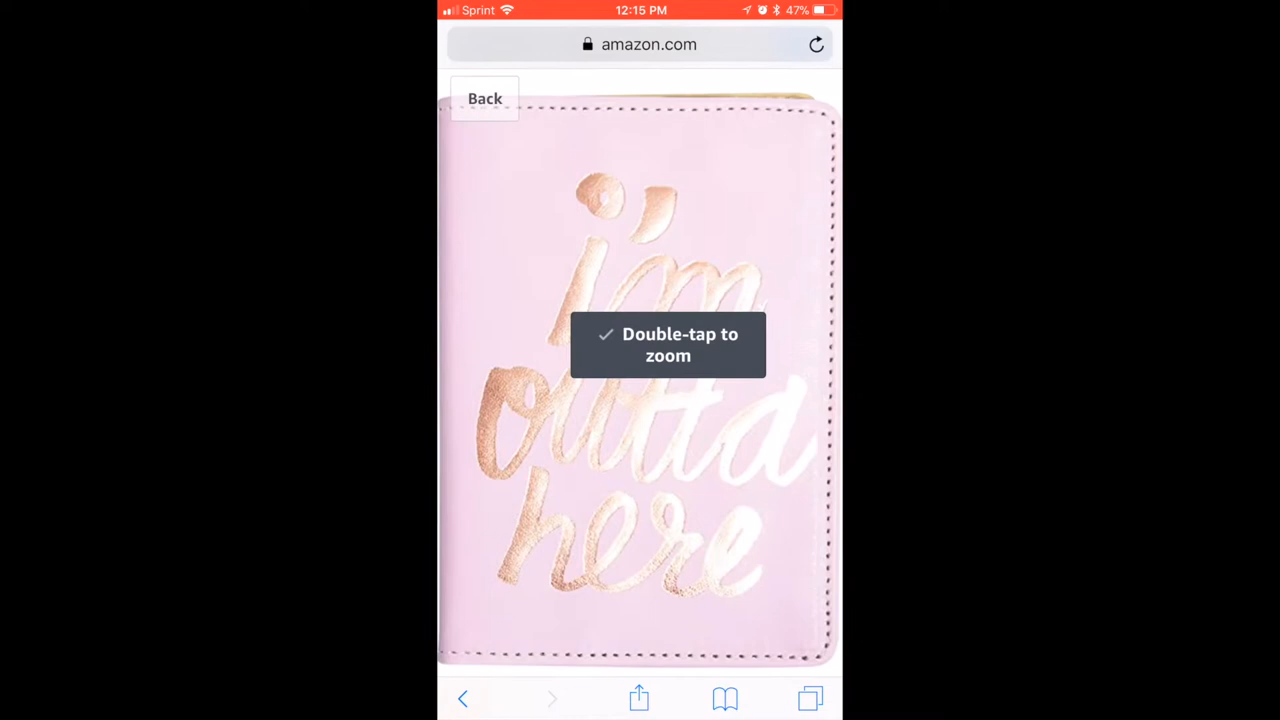 Sprint 12:15 PM 47%
amazon.com
Back
i'm
Double-tap to
zoom
outta
here